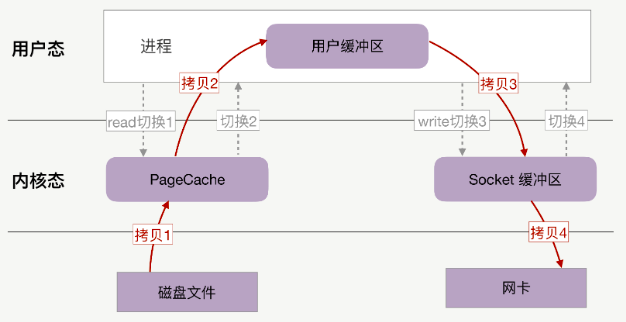 用户态
进程
用户缓冲区
拷贝2
拷贝3
read切换1
切换2
write切换3
切换4
内核态
PageCache
Socket 缓冲区
拷贝1
拷贝4
磁盘文件
网卡